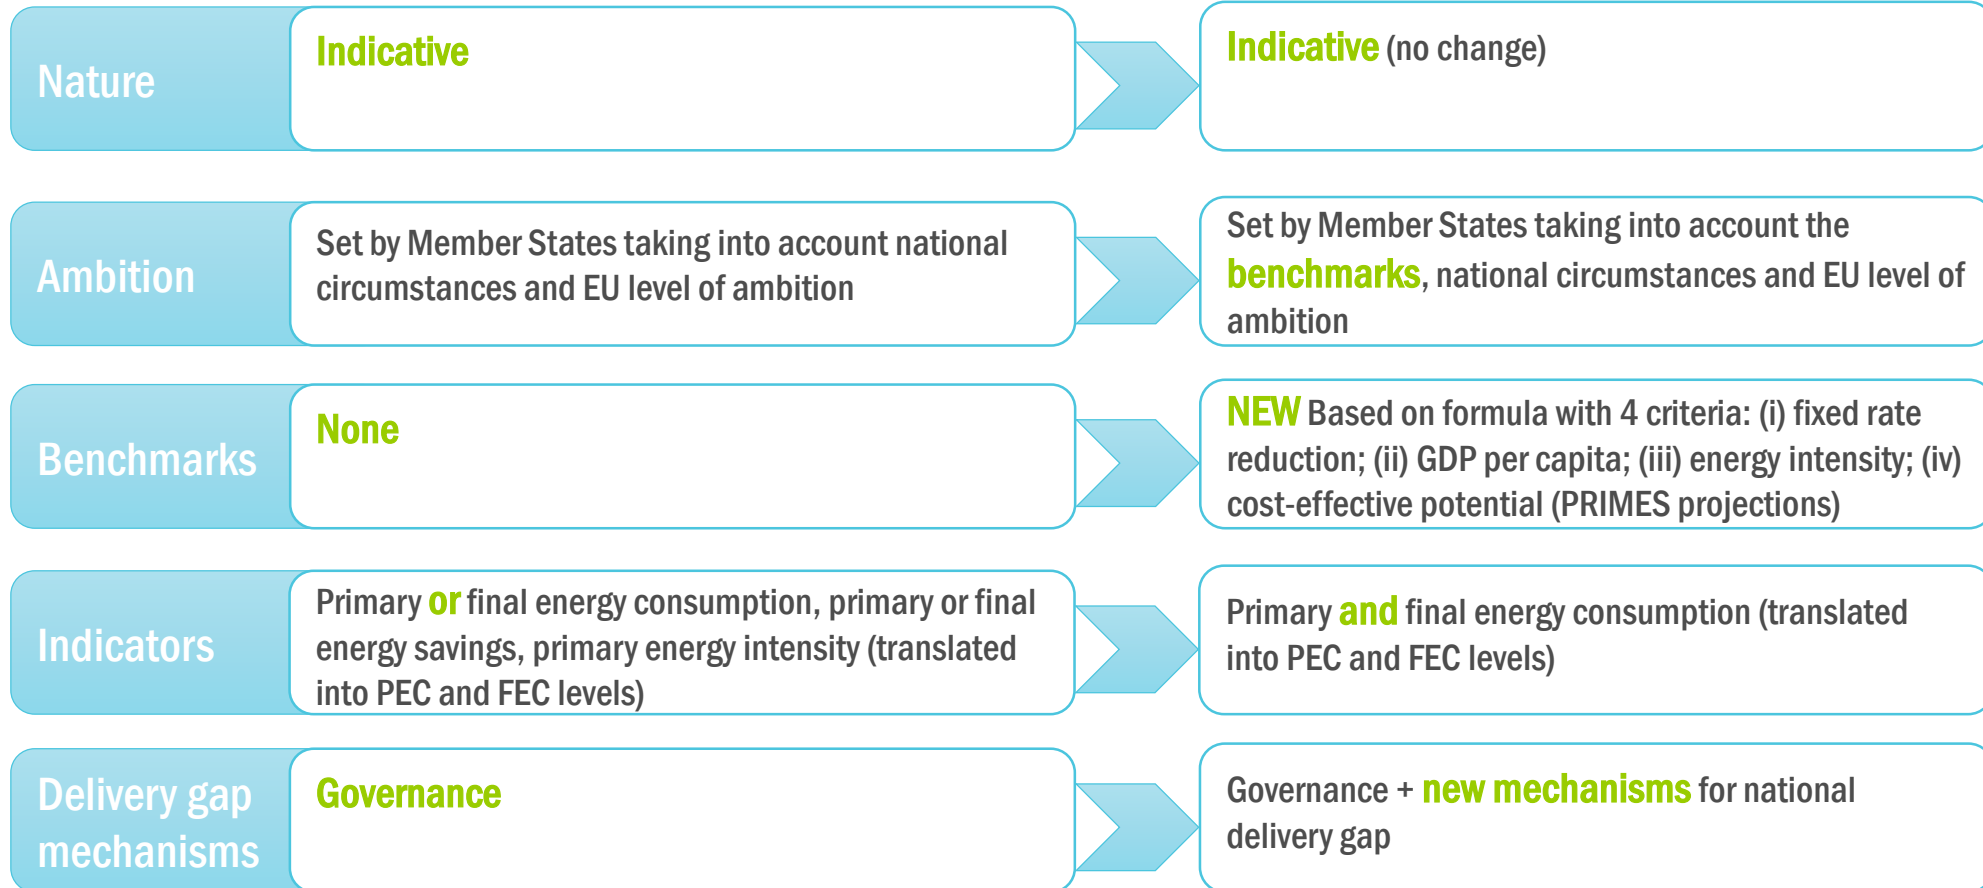 Nature
Indicative
Indicative (no change)
Ambition
Set by Member States taking into account national
circumstances and EU level of ambition
Set by Member States taking into account the
benchmarks, national circumstances and EU level of
ambition
Benchmarks
None
NEW Based on formula with 4 criteria: (i) fixed rate
reduction; (ii) GDP per capita; (iii) energy intensity; (iv)
cost-effective potential (PRIMES projections)
Indicators
Primary or final energy consumption, primary or final
energy savings, primary energy intensity (translated
into PEC and FEC levels)
Primary and final energy consumption (translated
into PEC and FEC levels)
Delivery gap
mechanisms
Governance
Governance + new mechanisms for national
delivery gap